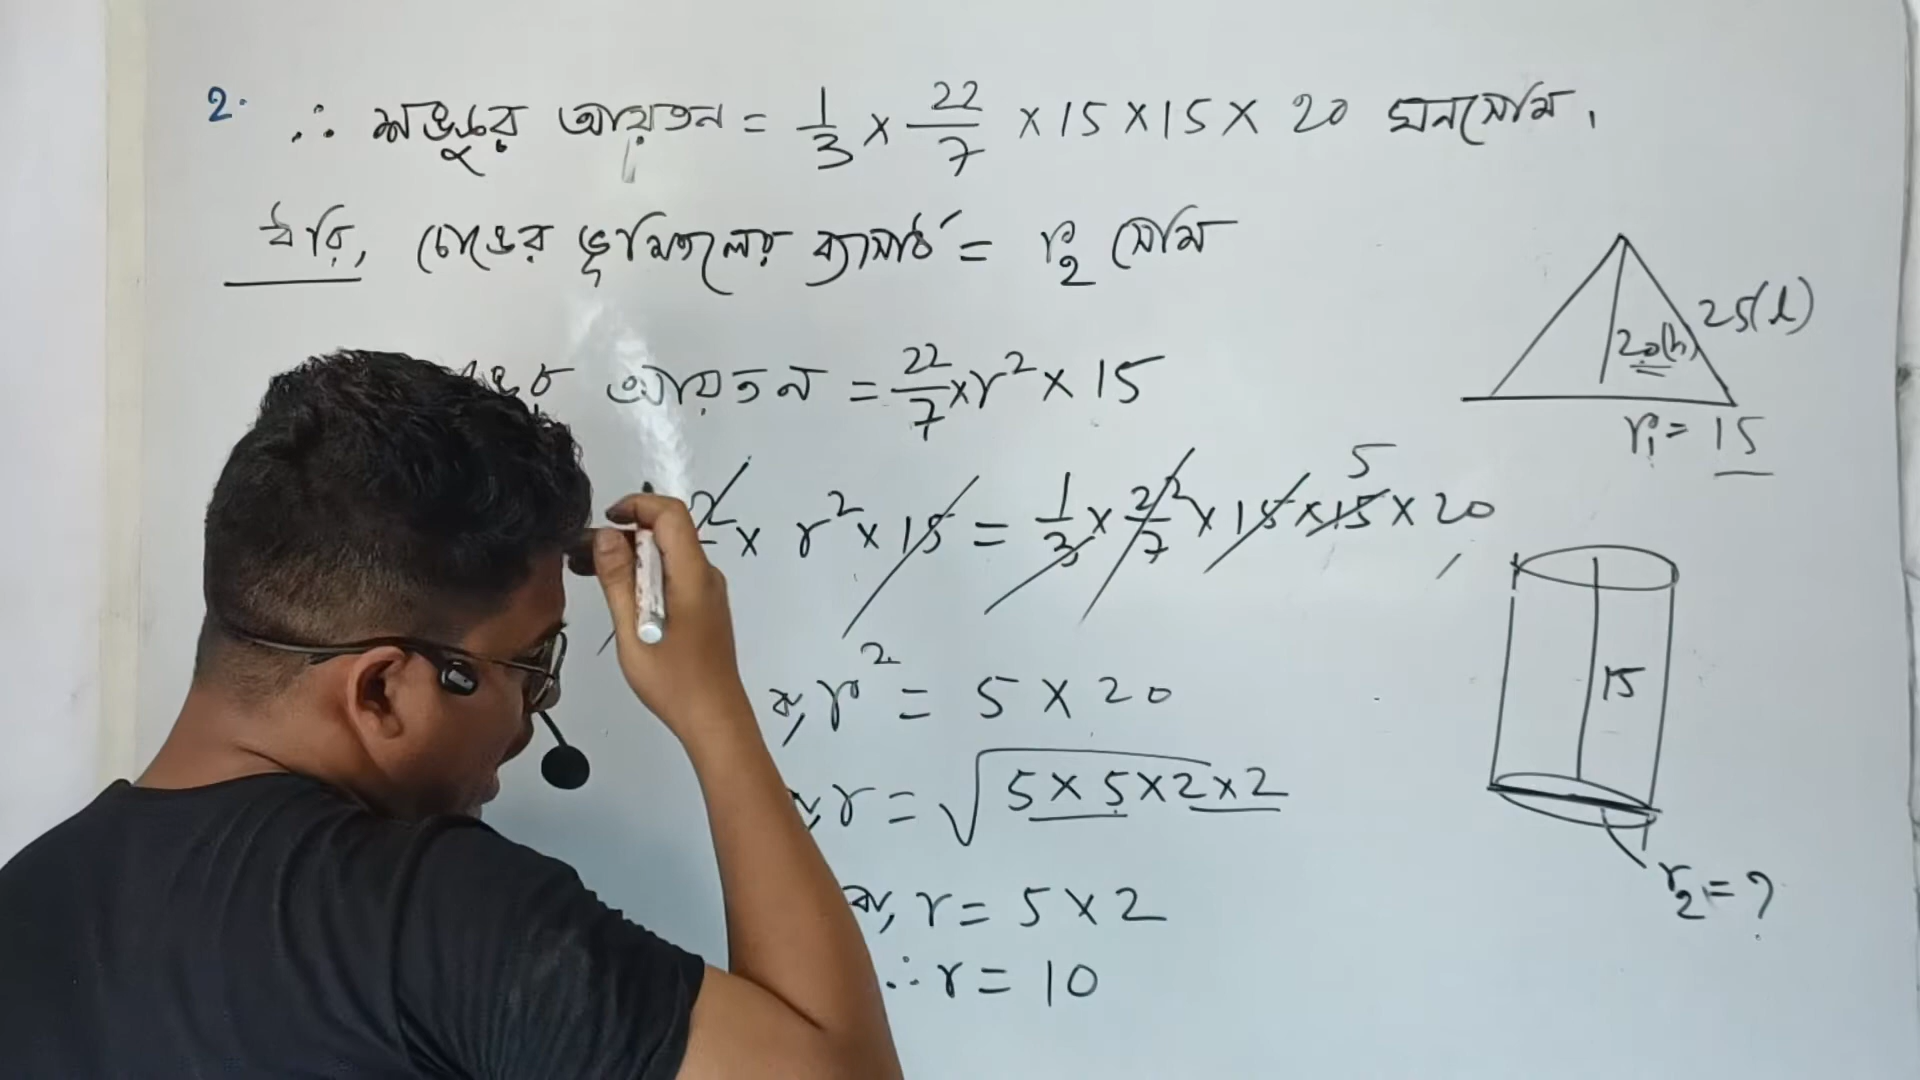 2. ∴ শঙ্কুর আয়তন = 1/3 × 22/7 × 15 × 15 × 20 ঘনসেমি.
ধরি, চোঙের ভূমিতলের ব্যাসার্ধ = r₂ সেমি
আয়তন = 22/7 × r² × 15
× r² × 15 = 1/3 × 22/7 × 15 × 15 × 20
5
বা, r² = 5 × 20
বা, r = √5 × 5 × 2 × 2
বা, r = 5 × 2
∴ r = 10
25(l)
20(h)
r₁ = 15
15
r₂ = ?